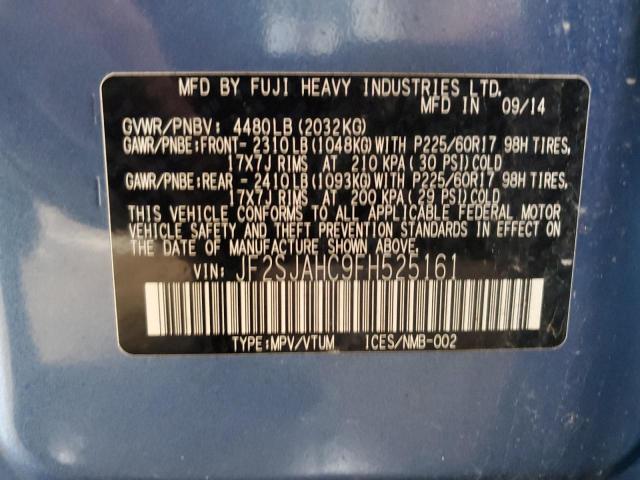 MFD BY FUJI HEAVY INDUSTRIES LTD.
MFD IN 09/14
GVWR/PNBV: 4480LB(2032KG)
GAWR/PNBE:FRONT- 2310LB(1048KG)WITH P225/60R17 98H TIRES,
17X7J RIMS AT 210 KPA(30 PSI)COLD
GAWR/PNBE:REAR - 2410LB(1093KG)WITH P225/60R17 98H TIRES,
17X7J RIMS AT 200 KPA(29 PSI)COLD
THIS VEHICLE CONFORMS TO ALL APPLICABLE FEDERAL MOTOR
VEHICLE SAFETY AND THEFT PREVENTION STANDARDS IN EFFECT
ON THE DATE OF MANUFACTURE SHOWN ABOVE.
VIN: JF2SJAHC9FH525161
TYPE:MPV/VTUM ICES/NMB-002